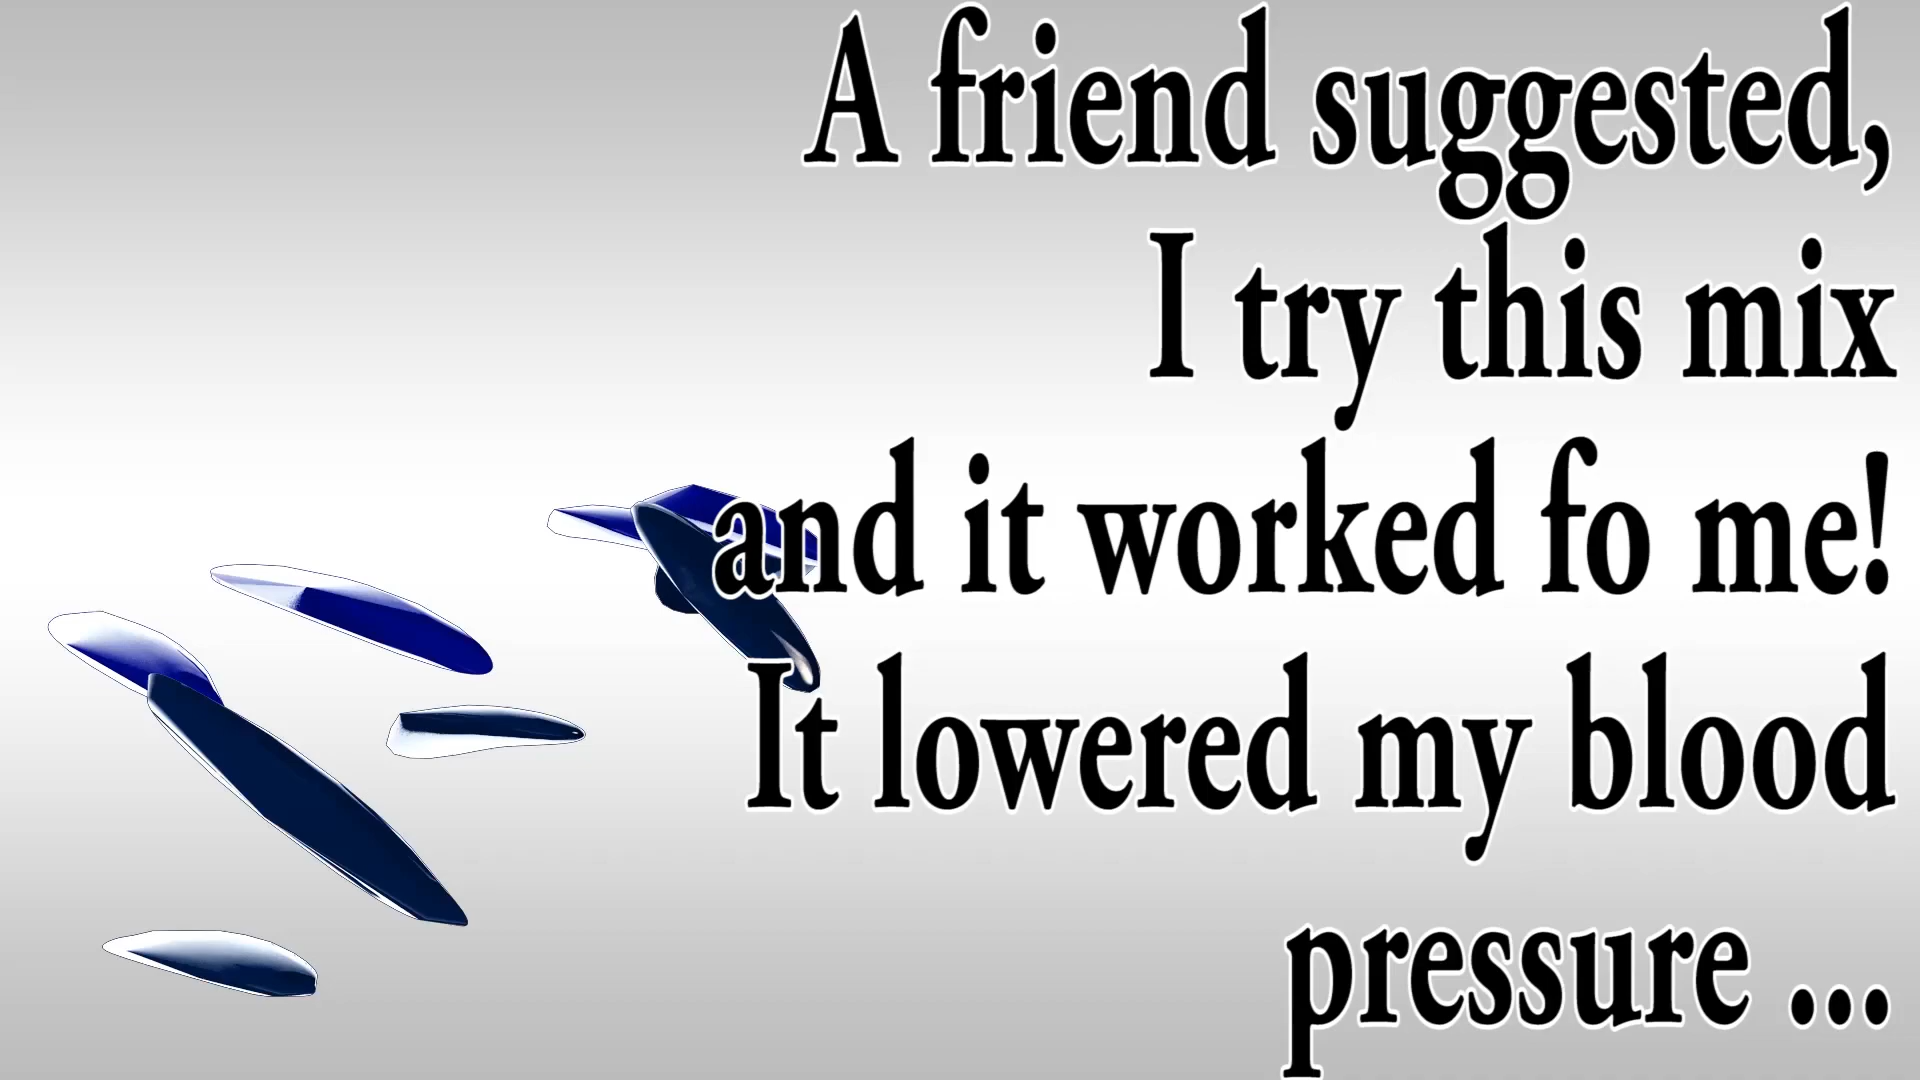 A friend suggested,
I try this mix
and it worked fo me!
It lowered my blood
pressure ...